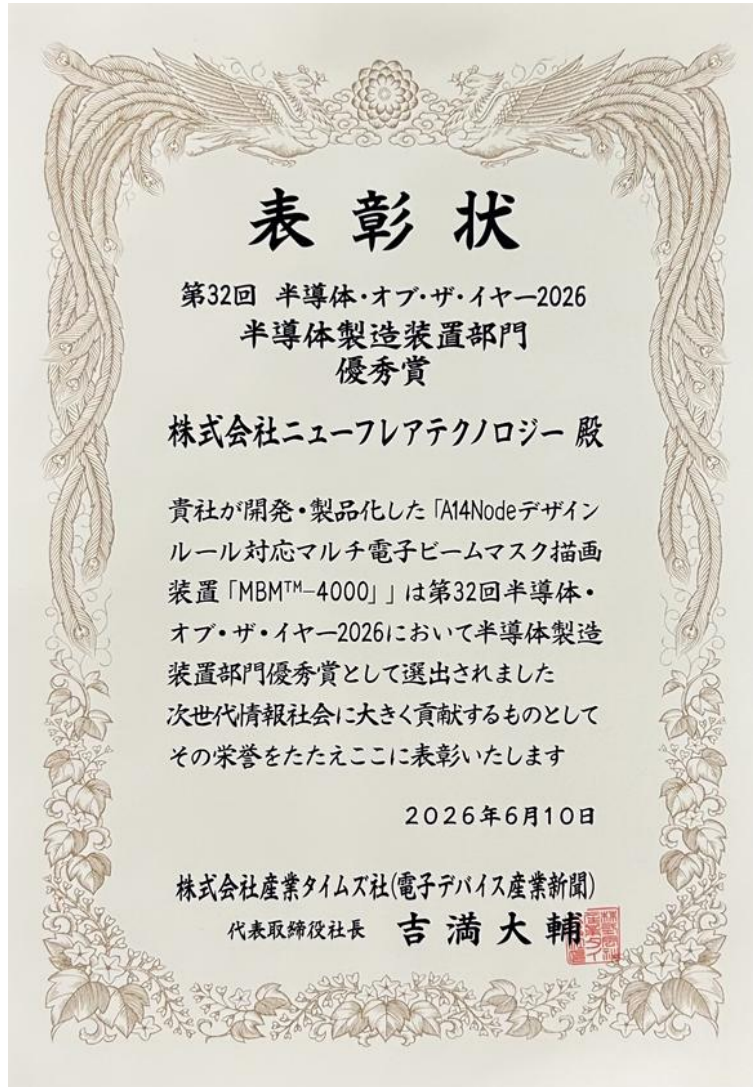 表彰状
第32回 半導体・オブ・ザ・イヤー2026
半導体製造装置部門
優秀賞
株式会社ニューフレアテクノロジー 殿
貴社が開発・製品化した「A14Nodeデザイン
ルール対応マルチ電子ビームマスク描画
装置「MBM™-4000」」は第32回半導体・
オブ・ザ・イヤー2026において半導体製造
装置部門優秀賞として選出されました
次世代情報社会に大きく貢献するものとして
その栄誉をたたえここに表彰いたします
2026年6月10日
株式会社産業タイムズ社(電子デバイス産業新聞)
代表取締役社長 吉満大輔